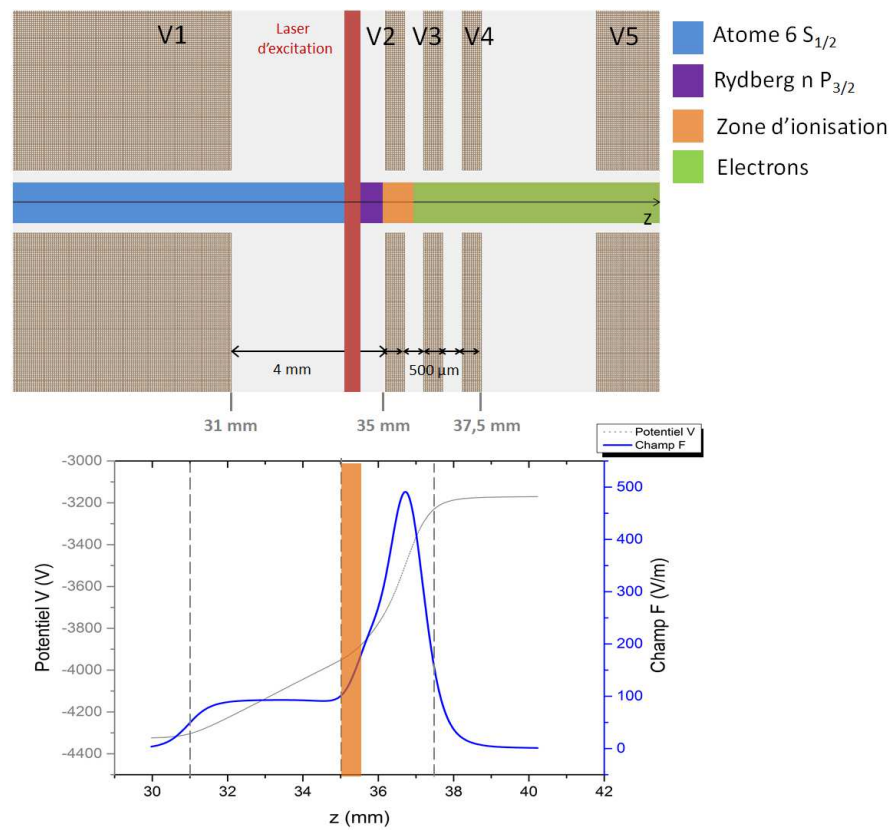 V1
Laser
d'excitation
V2
V3
V4
V5
Atome 6 S1/2
Rydberg n P3/2
Zone d'ionisation
Electrons
z
4 mm
500 µm
31 mm
35 mm
37,5 mm
Potentiel V
Champ F
-3000
-3200
-3400
-3600
-3800
-4000
-4200
-4400
Potentiel V (V)
500
400
300
200
100
0
Champ F (V/m)
30 32 34 36 38 40 42
z (mm)